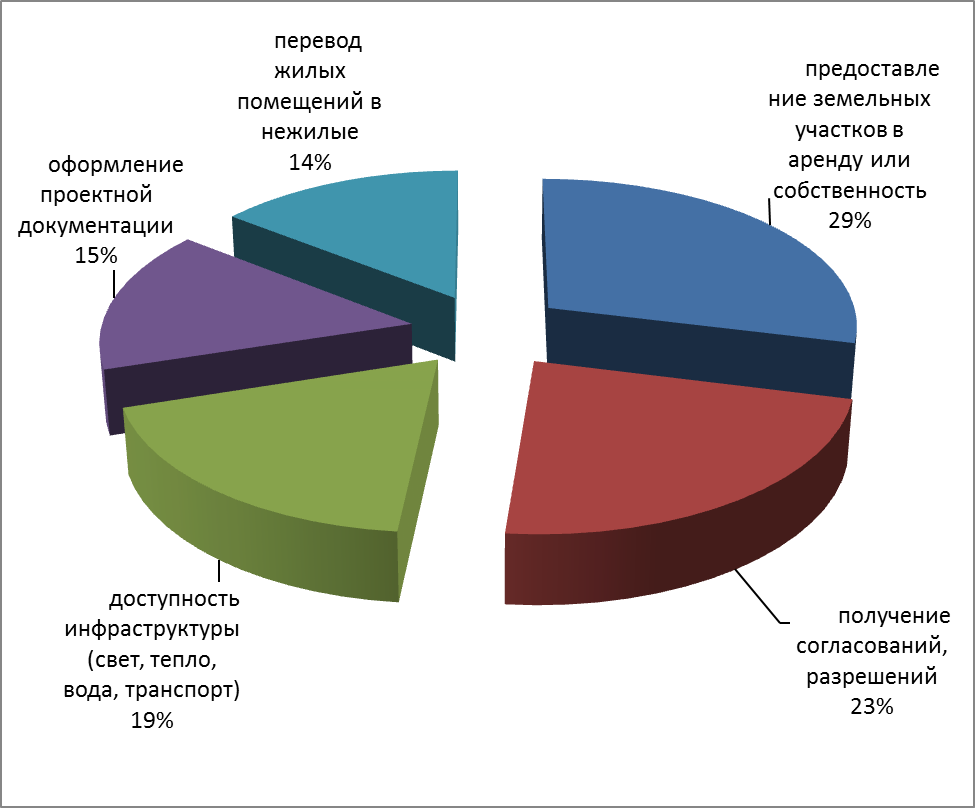 перевод
жилых
помещений в
нежилые
14%
предоставле
ние земельных
участков в
аренду или
собственность
29%
оформление
проектной
документации
15%
доступность
инфраструктуры
(свет, тепло,
вода, транспорт)
19%
получение
согласований,
разрешений
23%